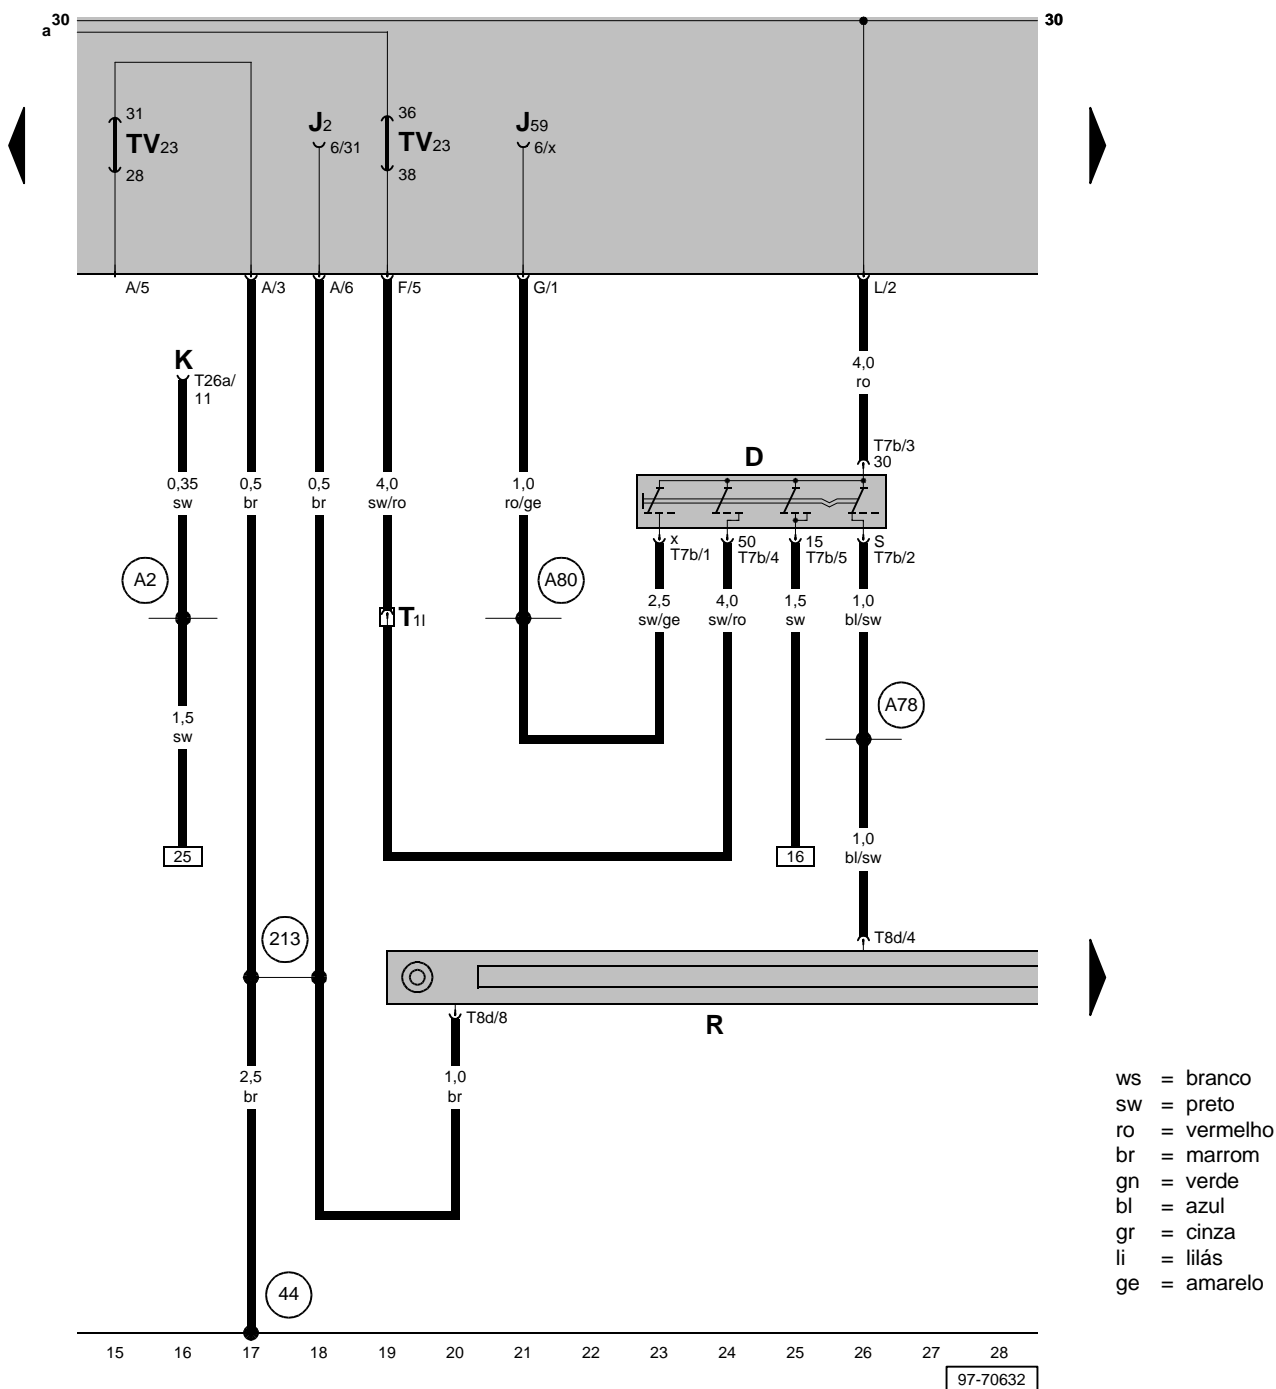 30
30
a
31
TV23
28
J2
6/31
36
TV23
38
J59
6/x
A/5
A/3
A/6
F/5
G/1
L/2
K
T26a/
11
4,0
ro
T7b/3
30
D
0,35
sw
0,5
br
0,5
br
4,0
sw/ro
1,0
ro/ge
x
T7b/1
50
T7b/4
15
T7b/5
S
T7b/2
A2
A80
2,5
sw/ge
4,0
sw/ro
1,5
sw
1,0
bl/sw
T1l
A78
1,5
sw
25
16
1,0
bl/sw
213
T8d/4
T8d/8
R
2,5
br
1,0
br
ws = branco
sw = preto
ro = vermelho
br = marrom
gn = verde
bl = azul
gr = cinza
li = lilás
ge = amarelo
44
15 16 17 18 19 20 21 22 23 24 25 26 27 28
97-70632